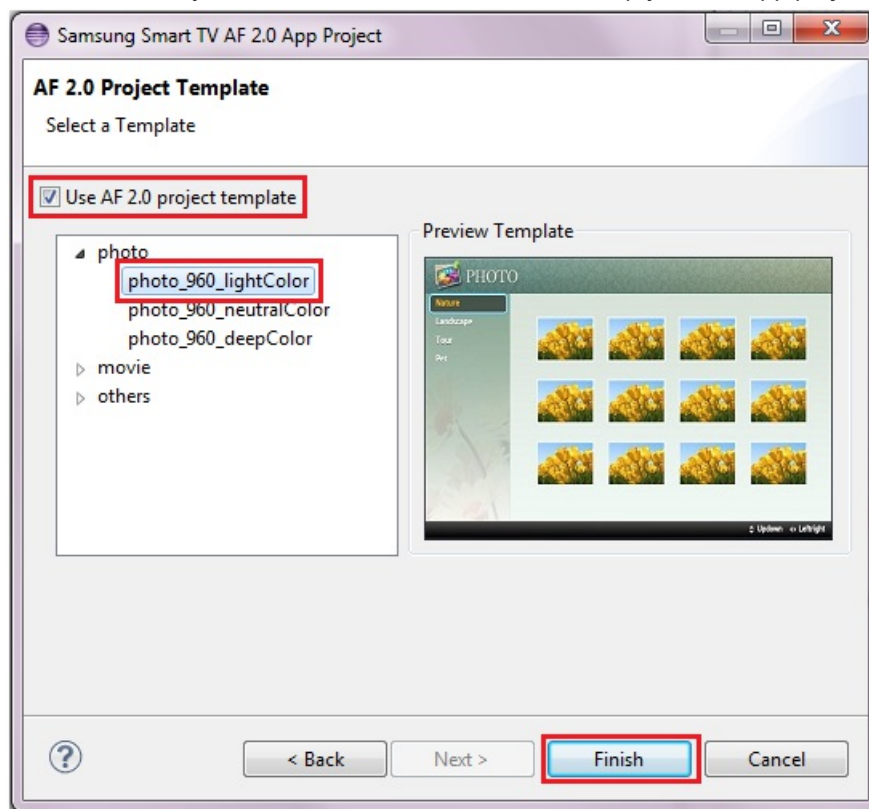 Samsung Smart TV AF 2.0 App Project
AF 2.0 Project Template
Select a Template
Use AF 2.0 project template
photo
photo_960_lightColor
photo_960_neutralColor
photo_960_deepColor
movie
others
Preview Template
PHOTO
Nature
Landscape
Tour
Pet
Updown Leftright
?
< Back Next > Finish Cancel